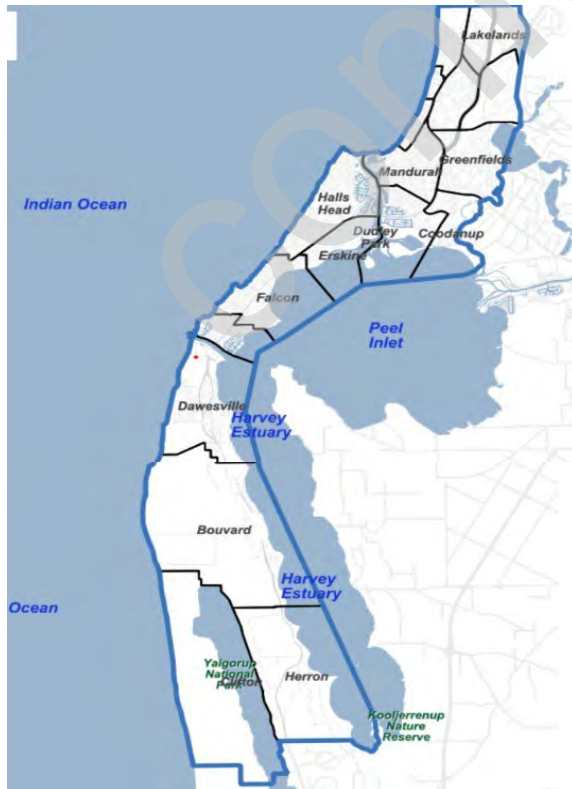 Lakelands
Greenfields
Mandurah
Indian Ocean
Halls
Head
Dudley
Park
Coodanup
Erskine
Falcon
Peel
Inlet
Dawesville
Harvey
Estuary
Bouvard
Harvey
Estuary
Ocean
Yalgorup
National
Park
Clifton
Herron
Kooljerrenup
Nature
Reserve